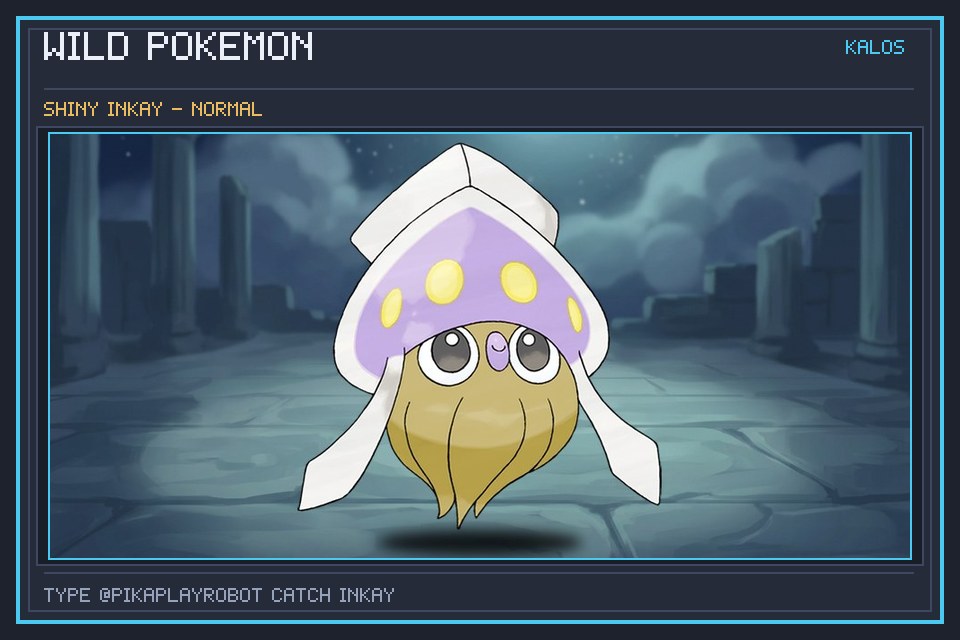 WILD POKEMON
KALOS
SHINY INKAY - NORMAL
TYPE @PIKAPLAYROBOT CATCH INKAY